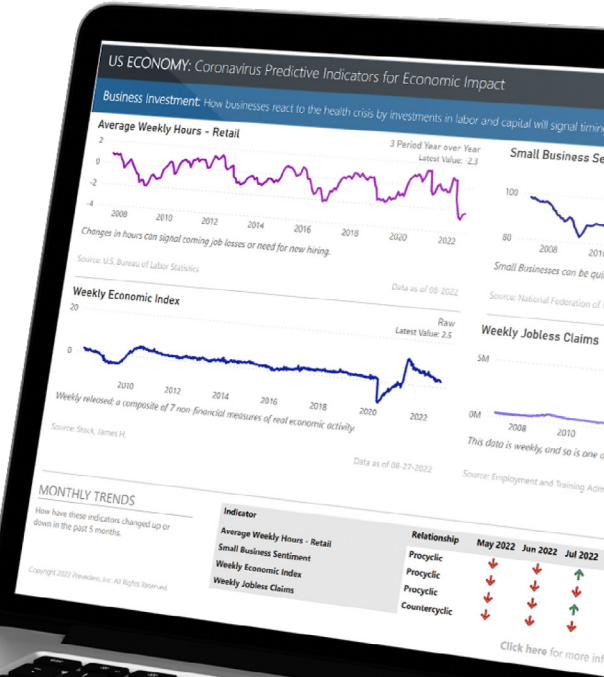 US ECONOMY: Coronavirus Predictive Indicators for Economic Impact
Business Investment: How businesses react to the health crisis by investments in labor and capital will signal timing
Average Weekly Hours - Retail
3 Period Year over Year
Latest Value: -2.3
2
0
-2
-4
2008 2010 2012 2014 2016 2018 2020 2022
Changes in hours can signal coming job losses or need for new hiring.
Source: U.S. Bureau of Labor Statistics
Data as of 08-2022
Small Business Se
100
80
2008 2010
Small Businesses can be qui
Source: National Federation of
Weekly Economic Index
Raw
Latest Value: 2.5
20
0
2010 2012 2014 2016 2018 2020 2022
Weekly released; a composite of 7 non-financial measures of real economic activity.
Source: Stock, James H.
Data as of 08-27-2022
Weekly Jobless Claims
5M
0M
2008 2010
This data is weekly, and so is one
Source: Employment and Training Adm
MONTHLY TRENDS
How have these indicators changed up or
down in the past 5 months.
Indicator Relationship May 2022 Jun 2022 Jul 2022
Average Weekly Hours - Retail Procyclic
Small Business Sentiment Procyclic
Weekly Economic Index Procyclic
Weekly Jobless Claims Countercyclic
Copyright 2022 Prevedere, Inc. All Rights Reserved.
Click here for more inf